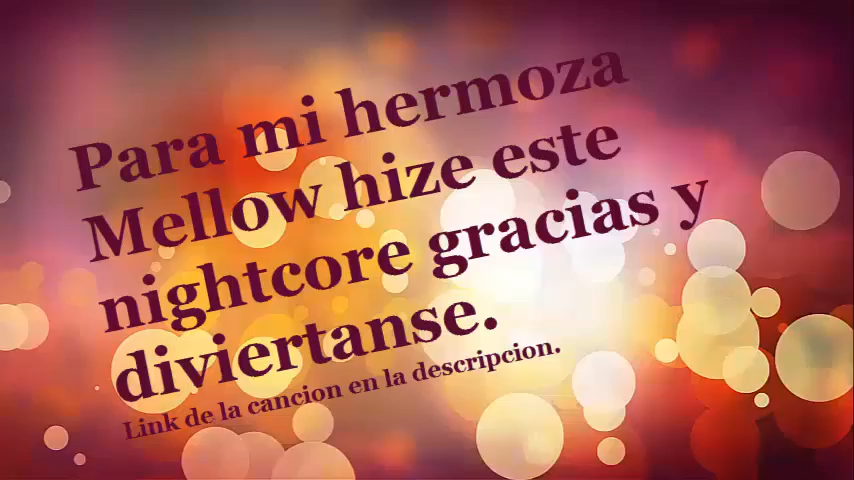 Para mi hermoza
Mellow hize este
nightcore gracias y
diviertanse.
Link de la cancion en la descripcion.